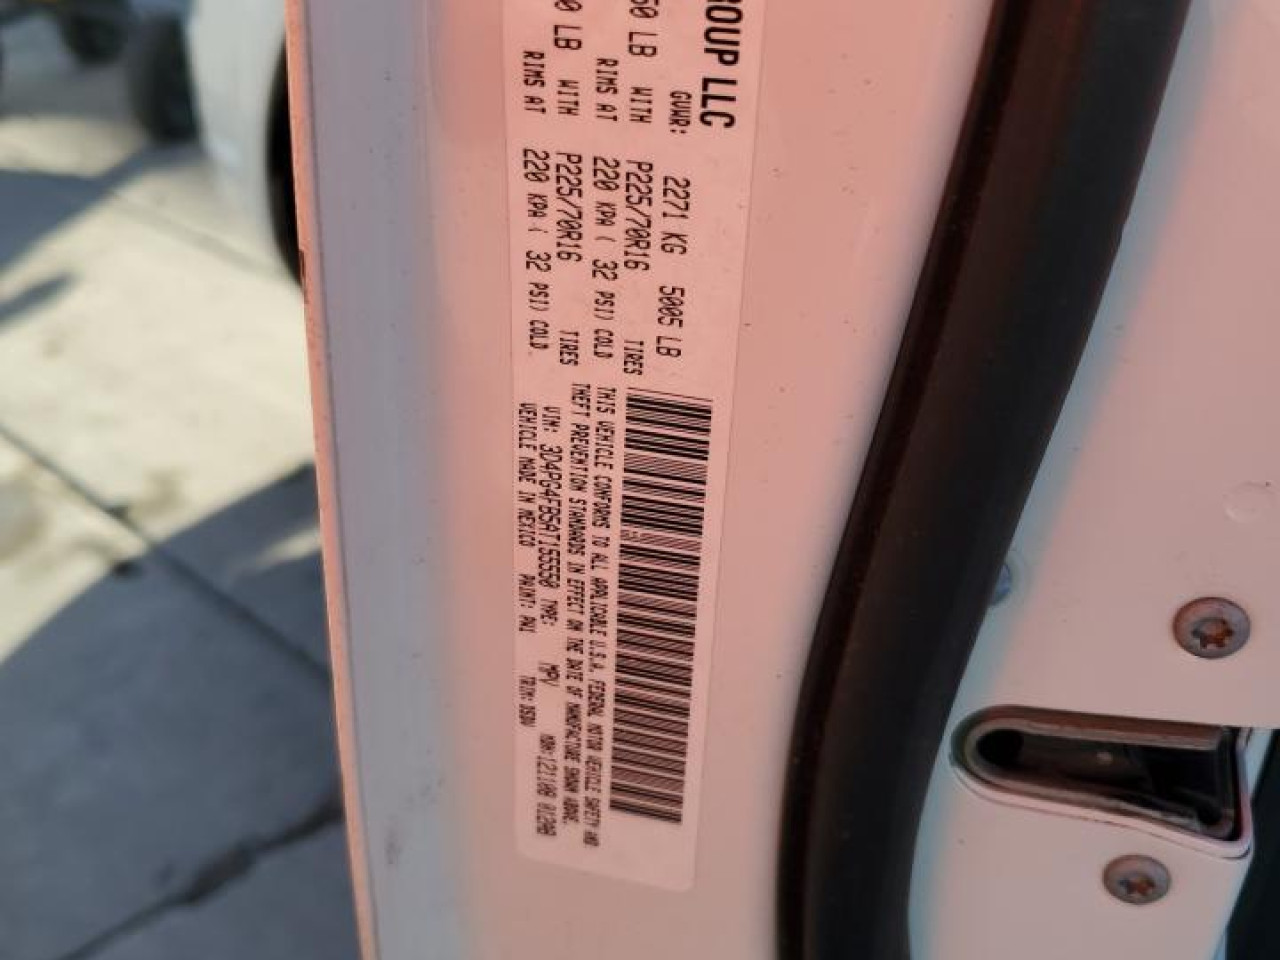 ROUP LLC
GVWR: 2271 KG 5005 LB
50 LB WITH P225/70R16 TIRES
RIMS AT 220 KPA ( 32 PSI) COLD
0 LB WITH P225/70R16 TIRES
RIMS AT 220 KPA ( 32 PSI) COLD
THIS VEHICLE CONFORMS TO ALL APPLICABLE U.S.A. FEDERAL MOTOR VEHICLE SAFETY AND
THEFT PREVENTION STANDARDS IN EFFECT ON THE DATE OF MANUFACTURE SHOWN ABOVE.
VIN: 3D4PG4FB5AT155550 TYPE: MPV
VEHICLE MADE IN MEXICO PAINT: PW1 TRIM: